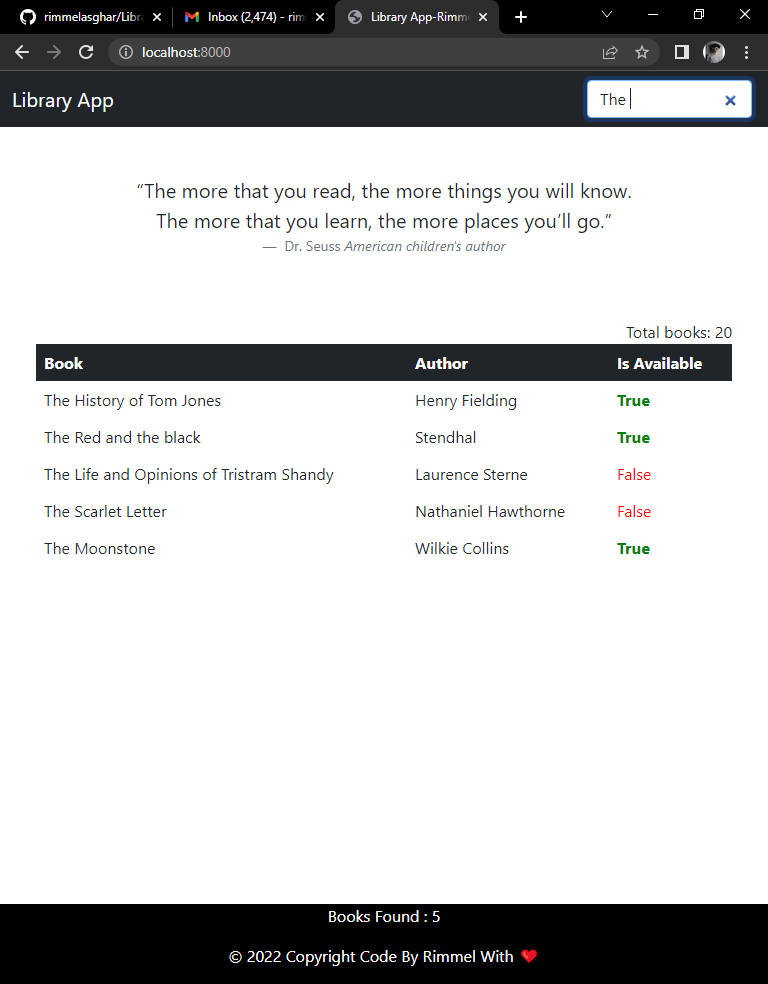 rimmelasghar/Libra
Inbox (2,474) - rim
Library App-Rimme
localhost:8000
Library App
The
“The more that you read, the more things you will know.
The more that you learn, the more places you’ll go.”
— Dr. Seuss American children's author
Total books: 20
Book Author Is Available
The History of Tom Jones Henry Fielding True
The Red and the black Stendhal True
The Life and Opinions of Tristram Shandy Laurence Sterne False
The Scarlet Letter Nathaniel Hawthorne False
The Moonstone Wilkie Collins True
Books Found : 5
© 2022 Copyright Code By Rimmel With ❤️